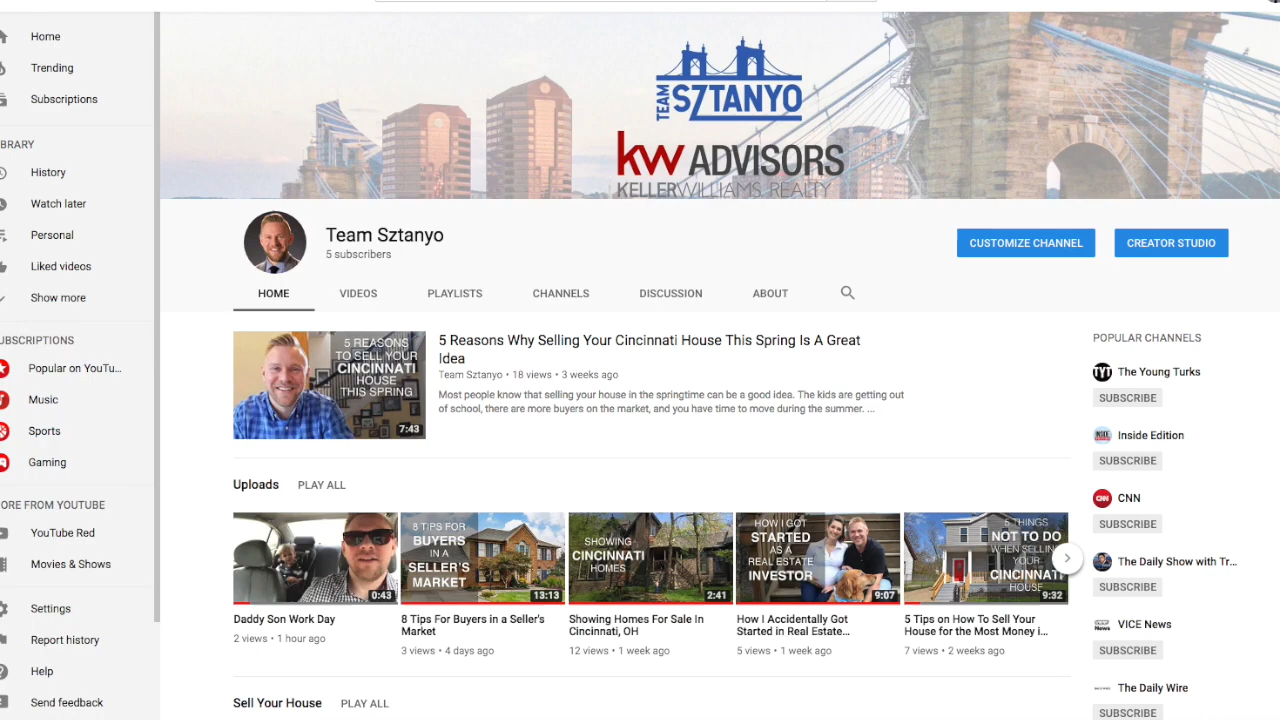 Home
Trending
Subscriptions
IBRARY
History
Watch later
Personal
Liked videos
Show more
UBSCRIPTIONS
Popular on YouTu...
Music
Sports
Gaming
ORE FROM YOUTUBE
YouTube Red
Movies & Shows
Settings
Report history
Help
Send feedback
TEAM
SZTANYO
kw ADVISORS
KELLERWILLIAMS. REALTY
Team Sztanyo
5 subscribers
CUSTOMIZE CHANNEL
CREATOR STUDIO
HOME
VIDEOS
PLAYLISTS
CHANNELS
DISCUSSION
ABOUT
5 REASONS
TO SELL YOUR
CINCINNATI
HOUSE
THIS SPRING
7:43
5 Reasons Why Selling Your Cincinnati House This Spring Is A Great
Idea
Team Sztanyo • 18 views • 3 weeks ago
Most people know that selling your house in the springtime can be a good idea. The kids are getting out
of school, there are more buyers on the market, and you have time to move during the summer. ...
Uploads
PLAY ALL
0:43
Daddy Son Work Day
2 views • 1 hour ago
8 TIPS FOR
BUYERS
IN A
SELLER'S
MARKET
13:13
8 Tips For Buyers in a Seller's
Market
3 views • 4 days ago
SHOWING
CINCINNATI
HOMES
2:41
Showing Homes For Sale In
Cincinnati, OH
12 views • 1 week ago
HOW I GOT
STARTED
AS A
REAL ESTATE
INVESTOR
9:07
How I Accidentally Got
Started in Real Estate...
5 views • 1 week ago
5 THINGS
NOT TO DO
WHEN SELLIN
YOUR
CINCINNATI
HOUSE
9:32
5 Tips on How To Sell Your
House for the Most Money i...
7 views • 2 weeks ago
Sell Your House
PLAY ALL
POPULAR CHANNELS
TYT
The Young Turks
SUBSCRIBE
INSIDE
Inside Edition
SUBSCRIBE
CNN
CNN
SUBSCRIBE
The Daily Show with Tr...
SUBSCRIBE
News
VICE News
SUBSCRIBE
The Daily Wire
SUBSCRIBE